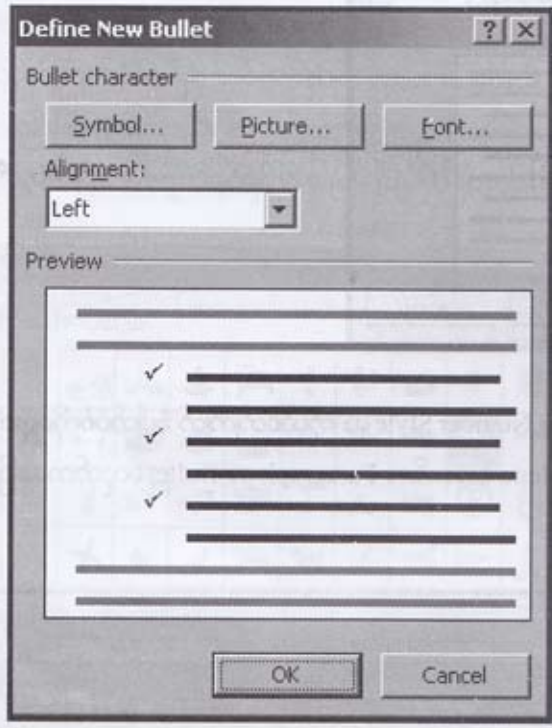 Define New Bullet
Bullet character
Symbol... Picture... Font...
Alignment:
Left
Preview
OK Cancel